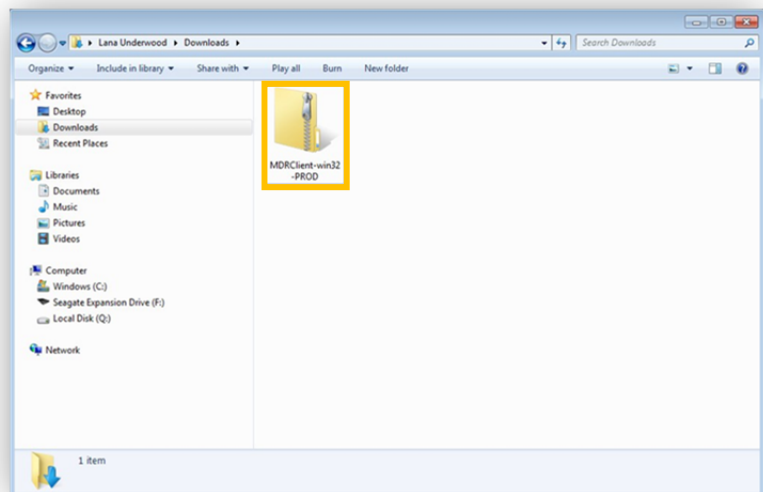 Lana Underwood Downloads
Search Downloads
Organize Include in library Share with Play all Burn New folder
Favorites
Desktop
Downloads
Recent Places
Libraries
Documents
Music
Pictures
Videos
Computer
Windows (C:)
Seagate Expansion Drive (F:)
Local Disk (Q:)
Network
MDRClient-win32
-PROD
1 item